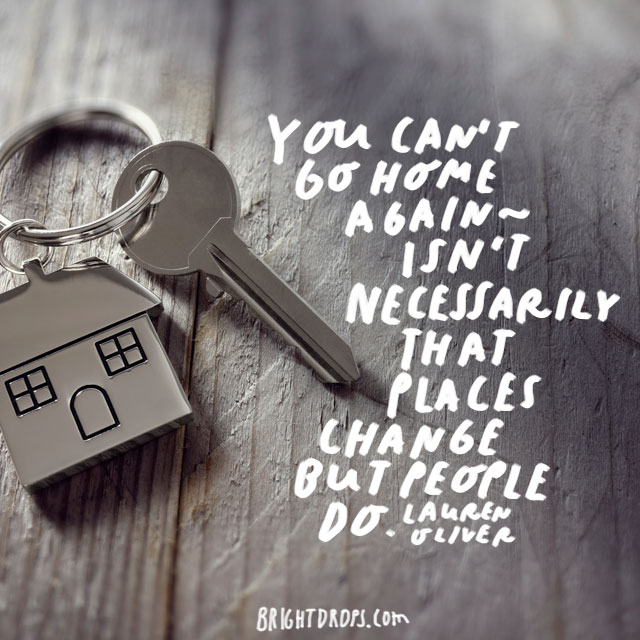 YOU CAN'T
GO HOME
AGAIN~
ISN'T
NECESSARILY
THAT
PLACES
CHANGE
BUT PEOPLE
DO. LAUREN
OLIVER
BRIGHTDROPS.COM